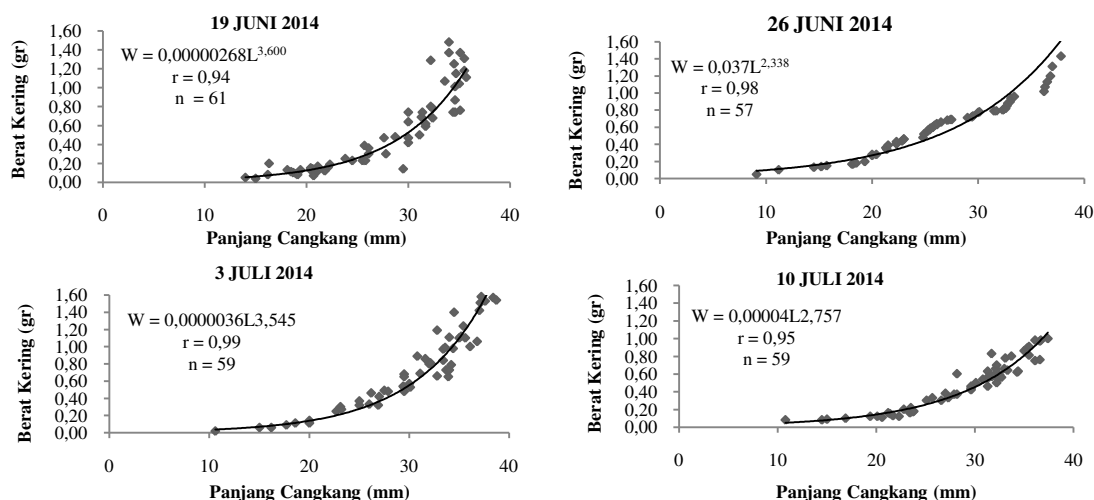 19 JUNI 2014
W = 0,00000268L3,600
r = 0,94
n = 61
Berat Kering (gr)
1,60
1,40
1,20
1,00
0,80
0,60
0,40
0,20
0,00
0
10
20
30
40
Panjang Cangkang (mm)
26 JUNI 2014
W = 0,037L2,338
r = 0,98
n = 57
Berat Kering (gr)
1,60
1,40
1,20
1,00
0,80
0,60
0,40
0,20
0,00
0
10
20
30
40
Panjang Cangkang (mm)
3 JULI 2014
W = 0,0000036L3,545
r = 0,99
n = 59
Berat Kering (gr)
1,60
1,40
1,20
1,00
0,80
0,60
0,40
0,20
0,00
0
10
20
30
40
Panjang Cangkang (mm)
10 JULI 2014
W = 0,00004L2,757
r = 0,95
n = 59
Berat Kering (gr)
1,60
1,40
1,20
1,00
0,80
0,60
0,40
0,20
0,00
0
10
20
30
40
Panjang Cangkang (mm)